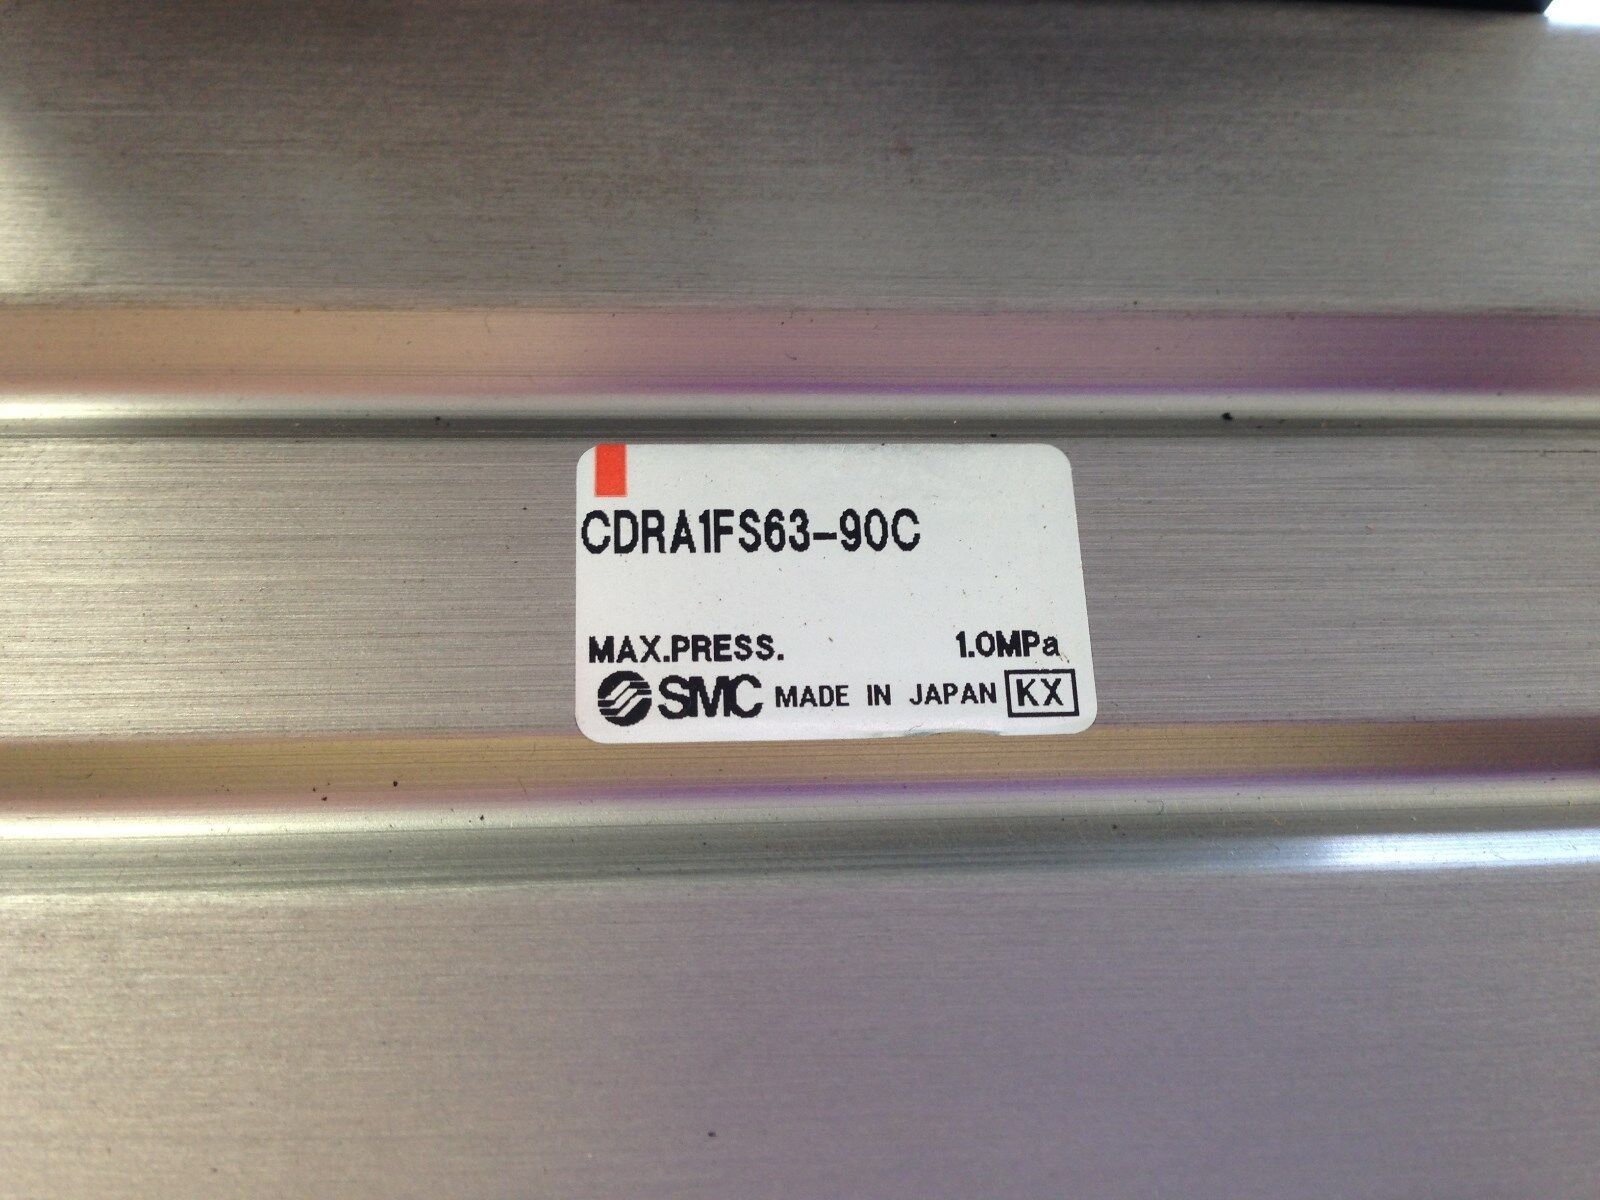 CDRA1FS63-90C
MAX.PRESS. 1.0MPa
SMC MADE IN JAPAN KX